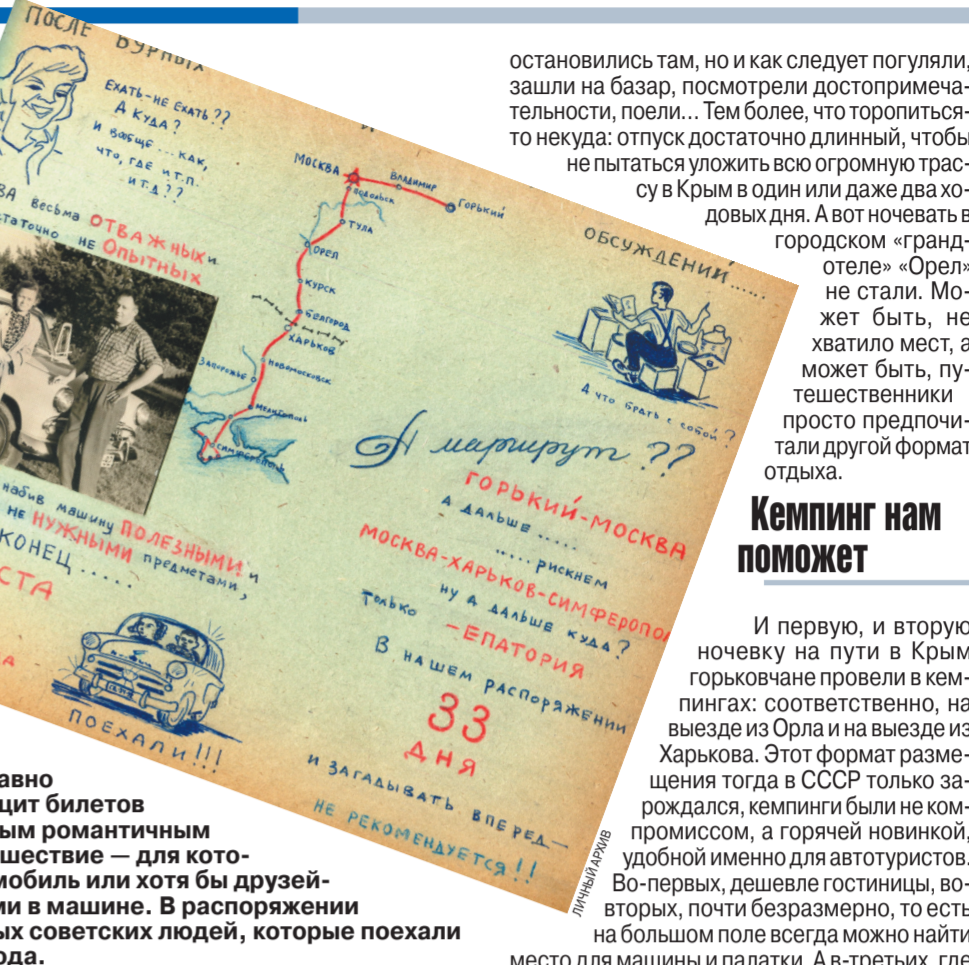 ПОСЛЕ БУРНЫХ
И
ОБСУЖДЕНИЙ.....
ЕХАТЬ-НЕ ЕХАТЬ??
А КУДА?
И ВОБЩЕ... КАК,
ЧТО, ГДЕ И Т.П.
И Т.Д??
ВА весьма ОТВАЖНЫХ и
статочно не ОПЫТНЫХ
МОСКВА
ПОДОЛЬСК
ВЛАДИМИР
ГОРЬКИЙ
ТУЛА
ОРЕЛ
КУРСК
БЕЛГОРОД
ХАРЬКОВ
НОВОМОСКОВСК
ЗАПОРОЖЬЕ
МЕЛИТОПОЛЬ
СИМФЕРОПОЛЬ
А что брать с собой?
А маршрут??
ГОРЬКИЙ-МОСКВА
А ДАЛЬШЕ.....
.....РИСКНЕМ
МОСКВА-ХАРЬКОВ-СИМФЕРОПОЛ
НУ А ДАЛЬШЕ КУДА?
ТОЛЬКО
-ЕПАТОРИЯ
В НАШЕМ РАСПОРЯЖЕНИИ
33
ДНЯ
И ЗАГАДЫВАТЬ ВПЕРЕД—
НЕ РЕКОМЕНДУЕТСЯ!!
набив машину ПОЛЕЗНЫМИ и
НЕ НУЖНЫМИ предметами,
КОНЕЦ.....
СТА
А
ПОЕХАЛИ!!!
ЛИЧНЫЙ АРХИВ
авно
цит билетов
ым романтичным
шествие — для кото-
мобиль или хотя бы друзей-
ми в машине. В распоряжении
ых советских людей, которые поехали
ода.
остановились там, но и как следует погуляли,
зашли на базар, посмотрели достопримеча-
тельности, поели... Тем более, что торопиться-
то некуда: отпуск достаточно длинный, чтобы
не пытаться уложить всю огромную трас-
су в Крым в один или даже два хо-
довых дня. А вот ночевать в
городском «гранд-
отеле» «Орел»
не стали. Мо-
жет быть, не
хватило мест, а
может быть, пу-
тешественники
просто предпочи-
тали другой формат
отдыха.
Кемпинг нам
поможет
И первую, и вторую
ночевку на пути в Крым
горьковчане провели в кем-
пингах: соответственно, на
выезде из Орла и на выезде из
Харькова. Этот формат разме-
щения тогда в СССР только за-
рождался, кемпинги были не ком-
промиссом, а горячей новинкой,
удобной именно для автотуристов.
Во-первых, дешевле гостиницы, во-
вторых, почти безразмерно, то есть
на большом поле всегда можно найти
место для машины и палатки. А в-третьих, где